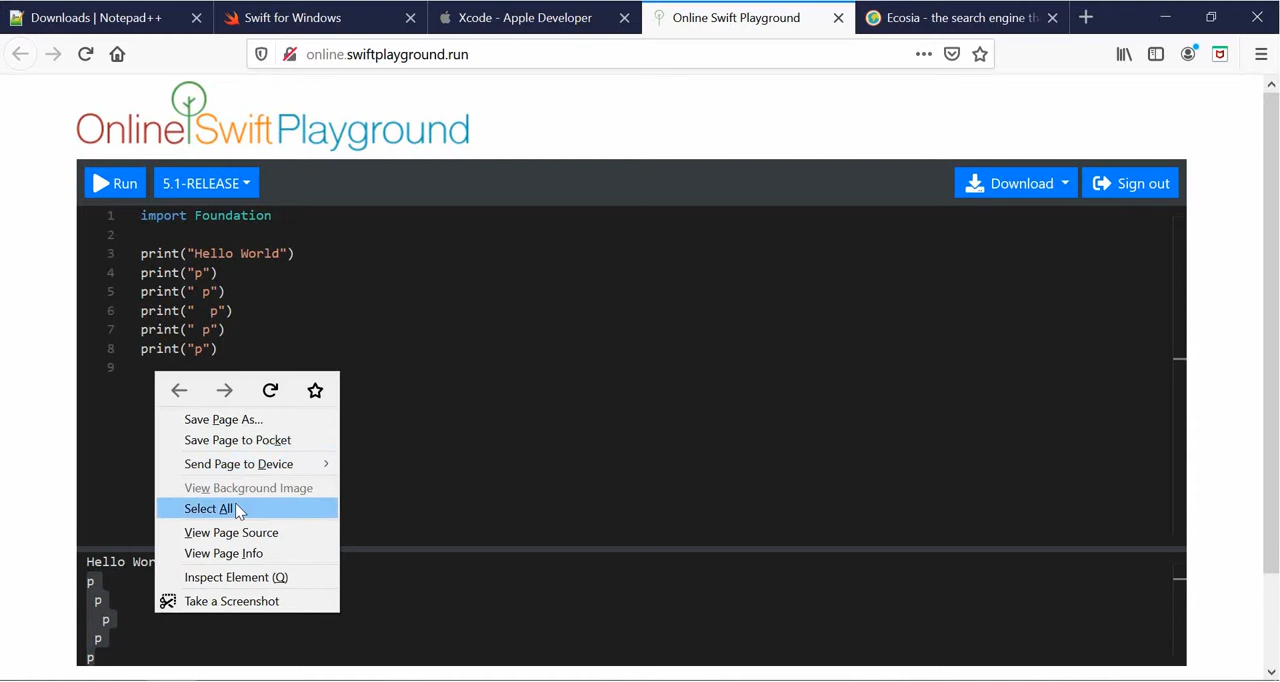 Downloads | Notepad++
Swift for Windows
Xcode - Apple Developer
Online Swift Playground
Ecosia - the search engine th
online.swiftplayground.run
OnlineSwiftPlayground
Run
5.1-RELEASE
Download
Sign out
1 import Foundation
2
3 print("Hello World")
4 print("p")
5 print(" p")
6 print("  p")
7 print(" p")
8 print("p")
9
Save Page As...
Save Page to Pocket
Send Page to Device
View Background Image
Select All
View Page Source
View Page Info
Inspect Element (Q)
Take a Screenshot
Hello Wor
p
 p
  p
 p
p